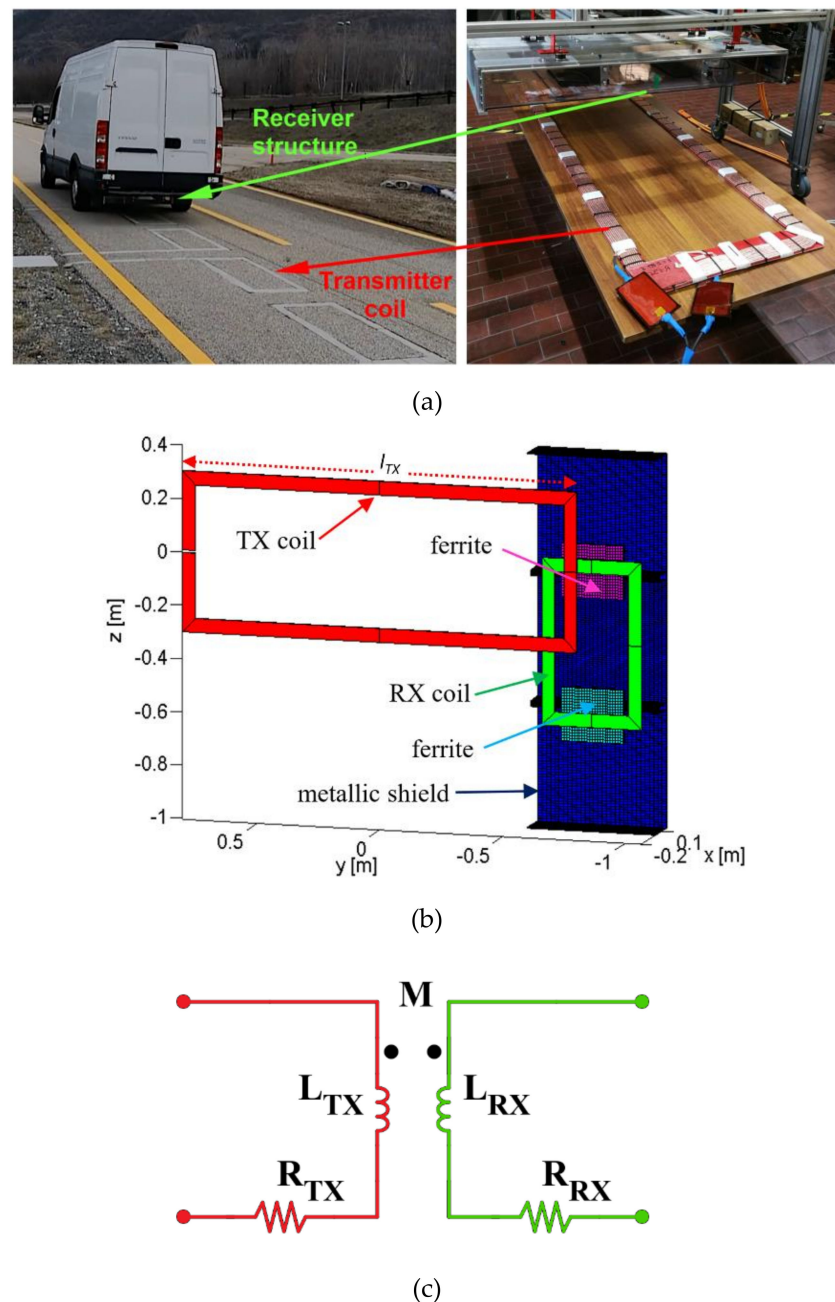 Receiver
structure
Transmitter
coil
(a)
0.4
0.2
0
-0.2
-0.4
-0.6
-0.8
-1
z [m]
l_TX
TX coil
ferrite
RX coil
ferrite
metallic shield
0.5
0
-0.5
-1
y [m]
0.1
-0.2
x [m]
(b)
M
L_TX
L_RX
R_TX
R_RX
(c)